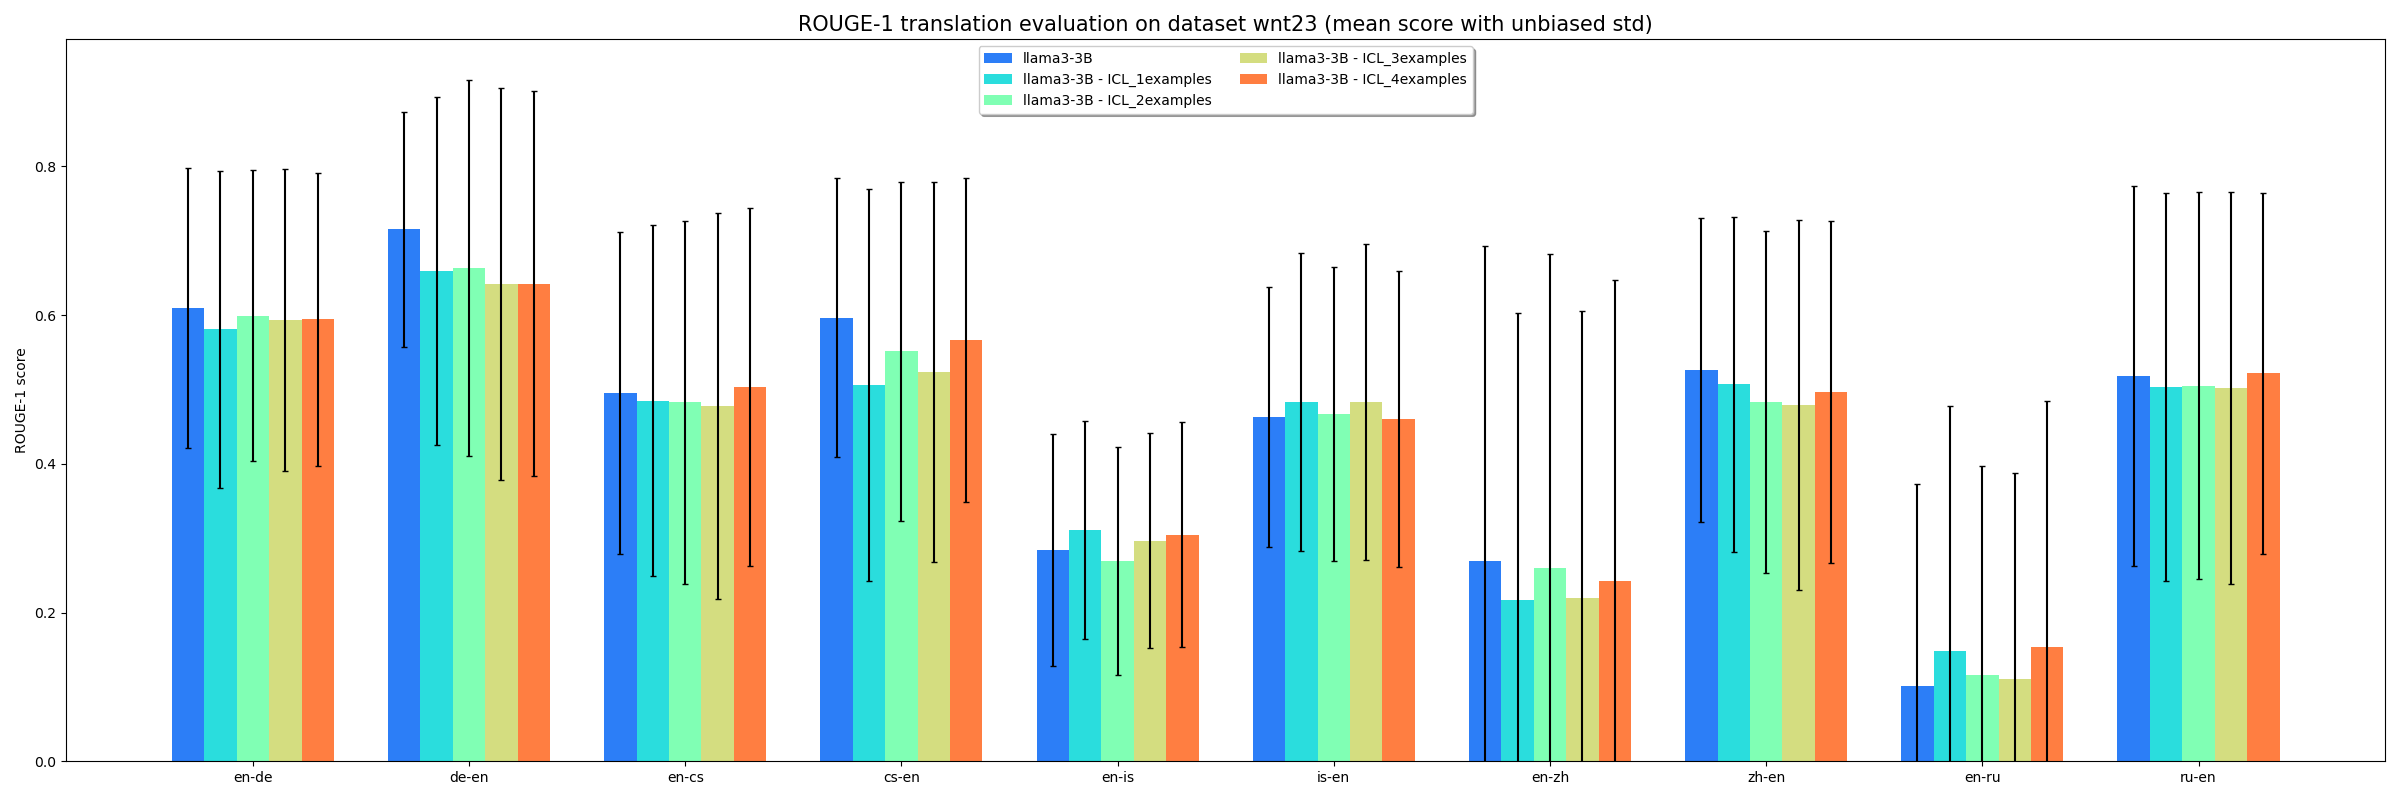 ROUGE-1 translation evaluation on dataset wnt23 (mean score with unbiased std)
llama3-3B
llama3-3B - ICL_1examples
llama3-3B - ICL_2examples
llama3-3B - ICL_3examples
llama3-3B - ICL_4examples
ROUGE-1 score
0.8
0.6
0.4
0.2
0.0
en-de de-en en-cs cs-en en-is is-en en-zh zh-en en-ru ru-en